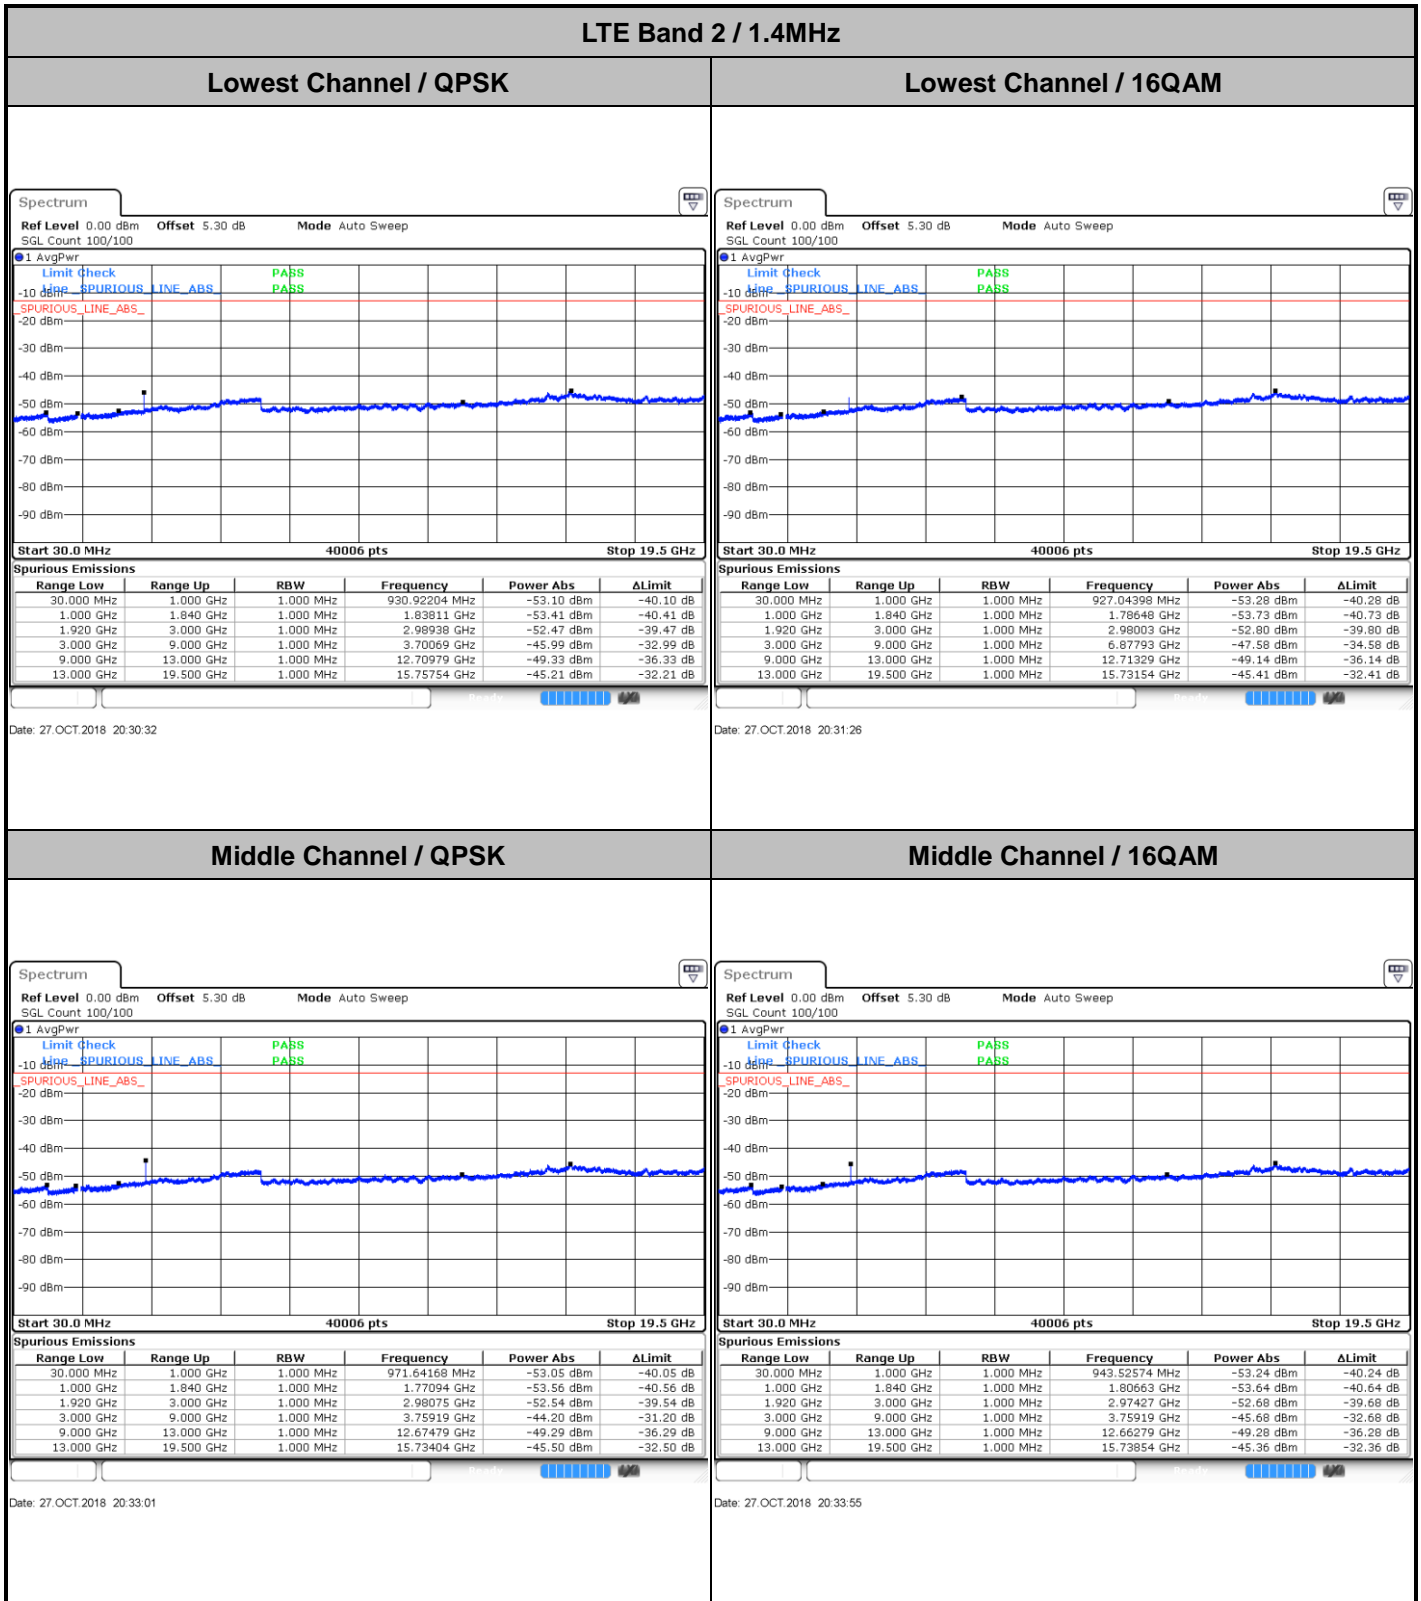 LTE Band 2 / 1.4MHz
Lowest Channel / QPSK
Lowest Channel / 16QAM
Spectrum
Ref Level 0.00 dBm Offset 5.30 dB Mode Auto Sweep
SGL Count 100/100
1 AvgPwr
Limit Check PASS
Line _SPURIOUS_LINE_ABS_ PASS
-10 dBm
_SPURIOUS_LINE_ABS_
-20 dBm
-30 dBm
-40 dBm
-50 dBm
-60 dBm
-70 dBm
-80 dBm
-90 dBm
Start 30.0 MHz 40006 pts Stop 19.5 GHz
Spurious Emissions
Range Low Range Up RBW Frequency Power Abs ΔLimit
30.000 MHz 1.000 GHz 1.000 MHz 930.92204 MHz -53.10 dBm -40.10 dB
1.000 GHz 1.840 GHz 1.000 MHz 1.83811 GHz -53.41 dBm -40.41 dB
1.920 GHz 3.000 GHz 1.000 MHz 2.98938 GHz -52.47 dBm -39.47 dB
3.000 GHz 9.000 GHz 1.000 MHz 3.70069 GHz -45.99 dBm -32.99 dB
9.000 GHz 13.000 GHz 1.000 MHz 12.70979 GHz -49.33 dBm -36.33 dB
13.000 GHz 19.500 GHz 1.000 MHz 15.75754 GHz -45.21 dBm -32.21 dB
Ready
Date: 27.OCT.2018 20:30:32
Spectrum
Ref Level 0.00 dBm Offset 5.30 dB Mode Auto Sweep
SGL Count 100/100
1 AvgPwr
Limit Check PASS
Line _SPURIOUS_LINE_ABS_ PASS
-10 dBm
_SPURIOUS_LINE_ABS_
-20 dBm
-30 dBm
-40 dBm
-50 dBm
-60 dBm
-70 dBm
-80 dBm
-90 dBm
Start 30.0 MHz 40006 pts Stop 19.5 GHz
Spurious Emissions
Range Low Range Up RBW Frequency Power Abs ΔLimit
30.000 MHz 1.000 GHz 1.000 MHz 927.04398 MHz -53.28 dBm -40.28 dB
1.000 GHz 1.840 GHz 1.000 MHz 1.78648 GHz -53.73 dBm -40.73 dB
1.920 GHz 3.000 GHz 1.000 MHz 2.98003 GHz -52.80 dBm -39.80 dB
3.000 GHz 9.000 GHz 1.000 MHz 6.87793 GHz -47.58 dBm -34.58 dB
9.000 GHz 13.000 GHz 1.000 MHz 12.71329 GHz -49.14 dBm -36.14 dB
13.000 GHz 19.500 GHz 1.000 MHz 15.73154 GHz -45.41 dBm -32.41 dB
Ready
Date: 27.OCT.2018 20:31:26
Middle Channel / QPSK
Middle Channel / 16QAM
Spectrum
Ref Level 0.00 dBm Offset 5.30 dB Mode Auto Sweep
SGL Count 100/100
1 AvgPwr
Limit Check PASS
Line _SPURIOUS_LINE_ABS_ PASS
-10 dBm
_SPURIOUS_LINE_ABS_
-20 dBm
-30 dBm
-40 dBm
-50 dBm
-60 dBm
-70 dBm
-80 dBm
-90 dBm
Start 30.0 MHz 40006 pts Stop 19.5 GHz
Spurious Emissions
Range Low Range Up RBW Frequency Power Abs ΔLimit
30.000 MHz 1.000 GHz 1.000 MHz 971.64168 MHz -53.05 dBm -40.05 dB
1.000 GHz 1.840 GHz 1.000 MHz 1.77094 GHz -53.56 dBm -40.56 dB
1.920 GHz 3.000 GHz 1.000 MHz 2.98075 GHz -52.54 dBm -39.54 dB
3.000 GHz 9.000 GHz 1.000 MHz 3.75919 GHz -44.20 dBm -31.20 dB
9.000 GHz 13.000 GHz 1.000 MHz 12.67479 GHz -49.29 dBm -36.29 dB
13.000 GHz 19.500 GHz 1.000 MHz 15.73404 GHz -45.50 dBm -32.50 dB
Ready
Date: 27.OCT.2018 20:33:01
Spectrum
Ref Level 0.00 dBm Offset 5.30 dB Mode Auto Sweep
SGL Count 100/100
1 AvgPwr
Limit Check PASS
Line _SPURIOUS_LINE_ABS_ PASS
-10 dBm
_SPURIOUS_LINE_ABS_
-20 dBm
-30 dBm
-40 dBm
-50 dBm
-60 dBm
-70 dBm
-80 dBm
-90 dBm
Start 30.0 MHz 40006 pts Stop 19.5 GHz
Spurious Emissions
Range Low Range Up RBW Frequency Power Abs ΔLimit
30.000 MHz 1.000 GHz 1.000 MHz 943.52574 MHz -53.24 dBm -40.24 dB
1.000 GHz 1.840 GHz 1.000 MHz 1.80663 GHz -53.64 dBm -40.64 dB
1.920 GHz 3.000 GHz 1.000 MHz 2.97427 GHz -52.68 dBm -39.68 dB
3.000 GHz 9.000 GHz 1.000 MHz 3.75919 GHz -45.68 dBm -32.68 dB
9.000 GHz 13.000 GHz 1.000 MHz 12.66279 GHz -49.28 dBm -36.28 dB
13.000 GHz 19.500 GHz 1.000 MHz 15.73854 GHz -45.36 dBm -32.36 dB
Ready
Date: 27.OCT.2018 20:33:55